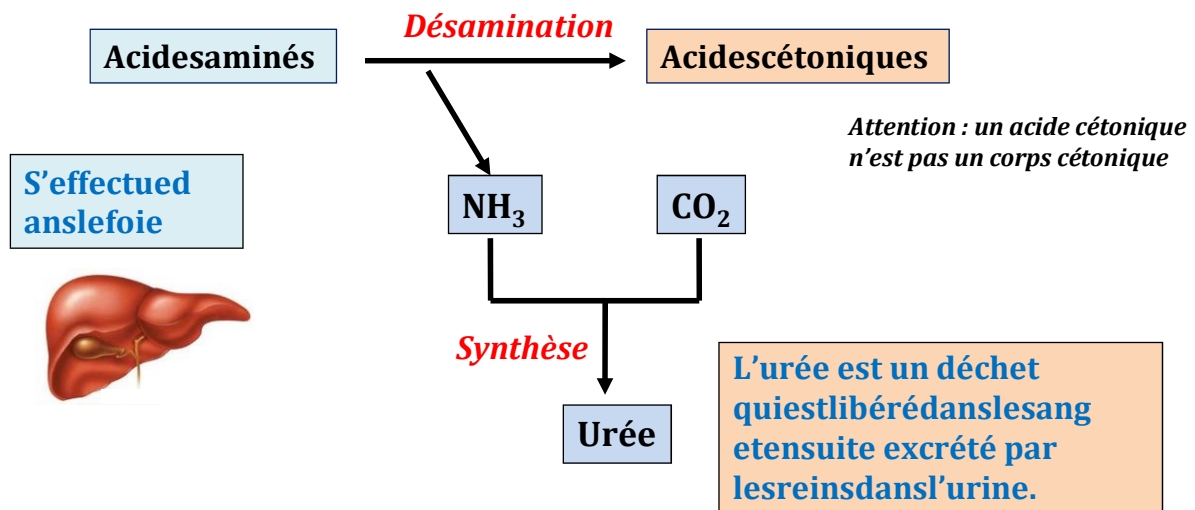 Désamination
Acidesaminés
Acidescétoniques
Attention : un acide cétonique
n’est pas un corps cétonique
S’effectued
anslefoie
NH₃
CO₂
Synthèse
Urée
L’urée est un déchet
quiestlibérédanslesang
etensuite excrété par
lesreinsdansl’urine.